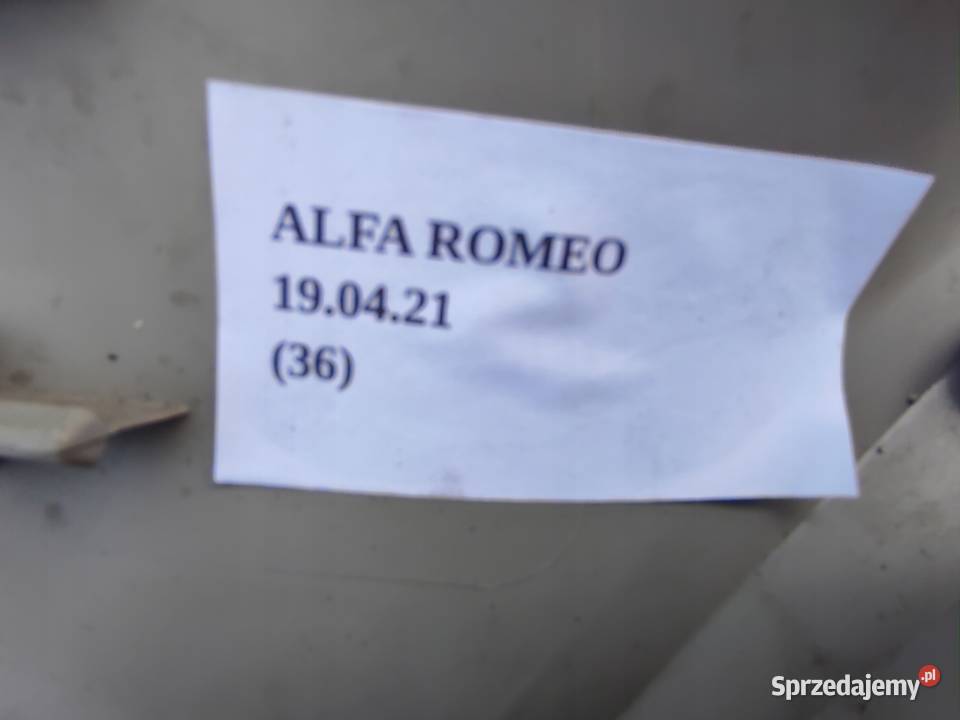 ALFA ROMEO
19.04.21
(36)
Sprzedajemy.pl